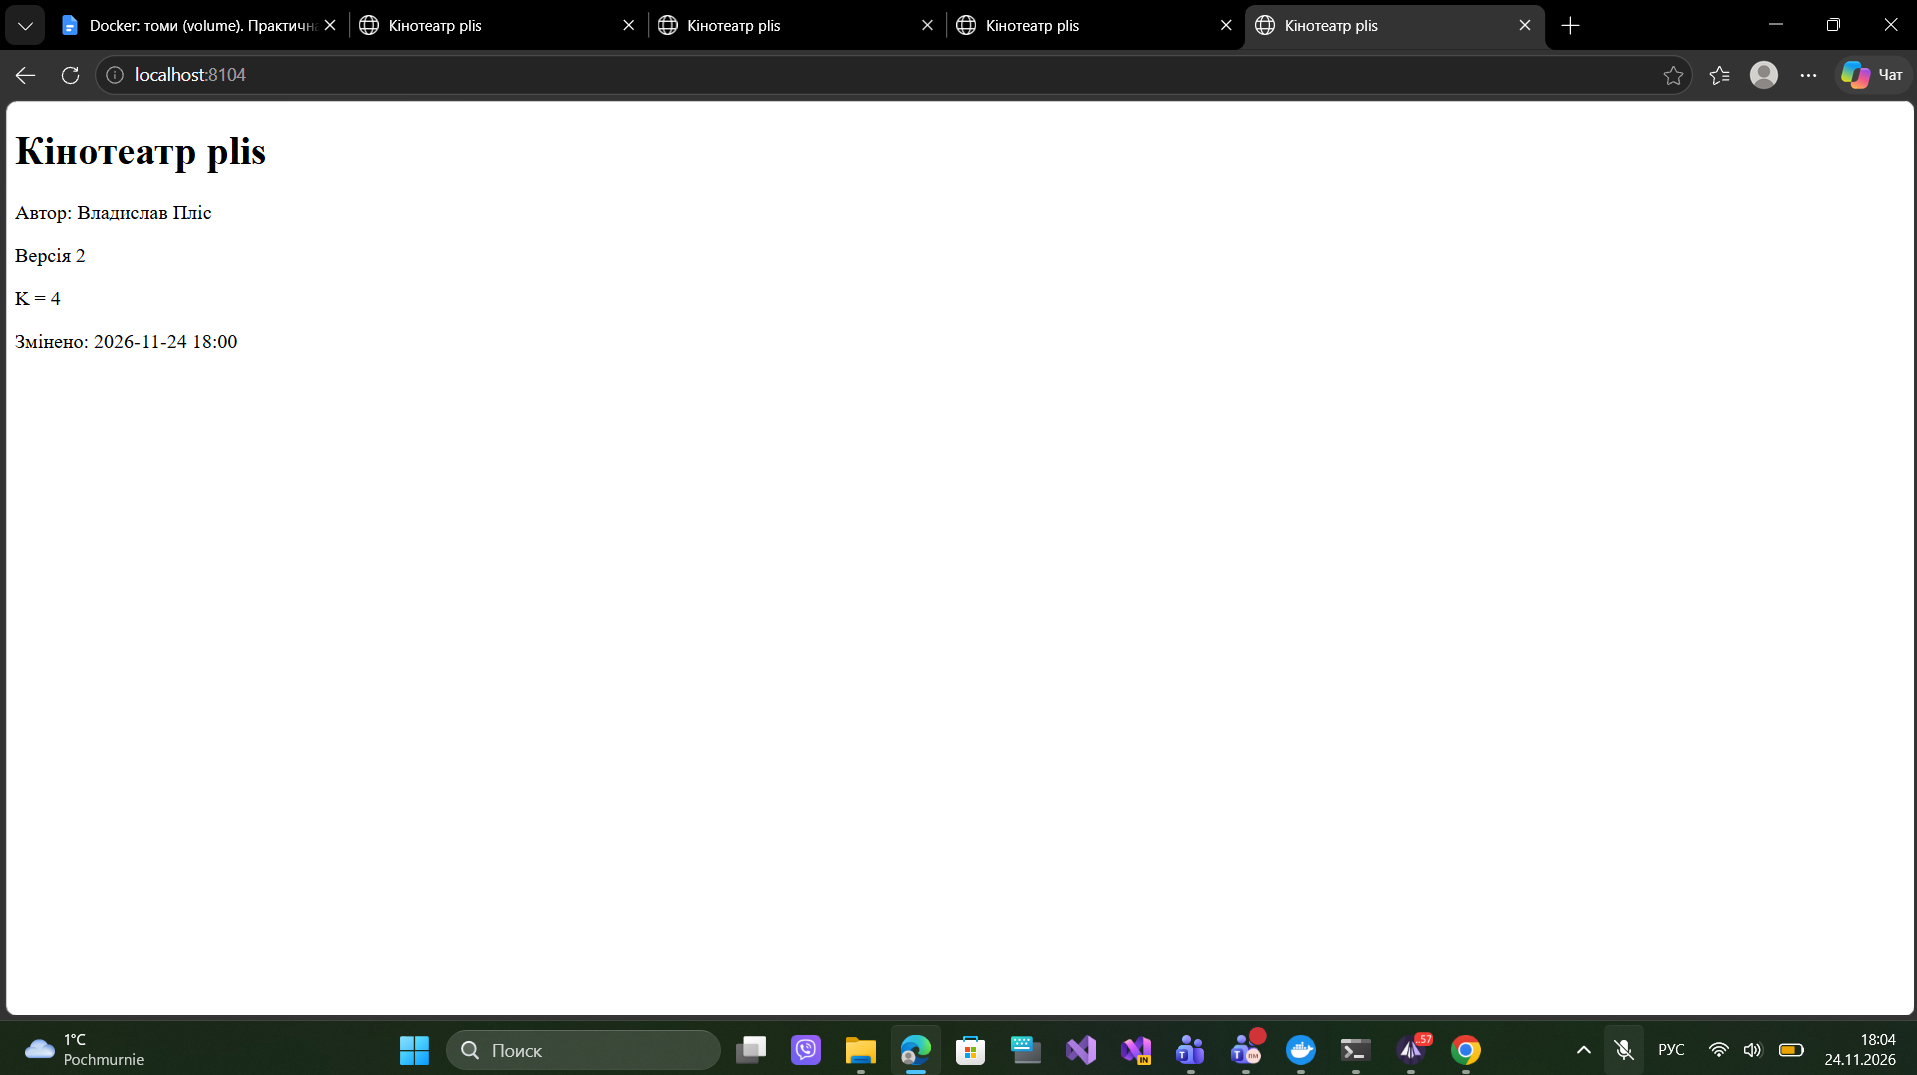 Docker: томи (volume). Практична
Кінотеатр plis
Кінотеатр plis
Кінотеатр plis
Кінотеатр plis
localhost:8104
Чат
Кінотеатр plis
Автор: Владислав Пліс
Версія 2
K = 4
Змінено: 2026-11-24 18:00
1°C
Pochmurnie
Поиск
IN
T
T
ПМ
..57
РУС
18:04
24.11.2026